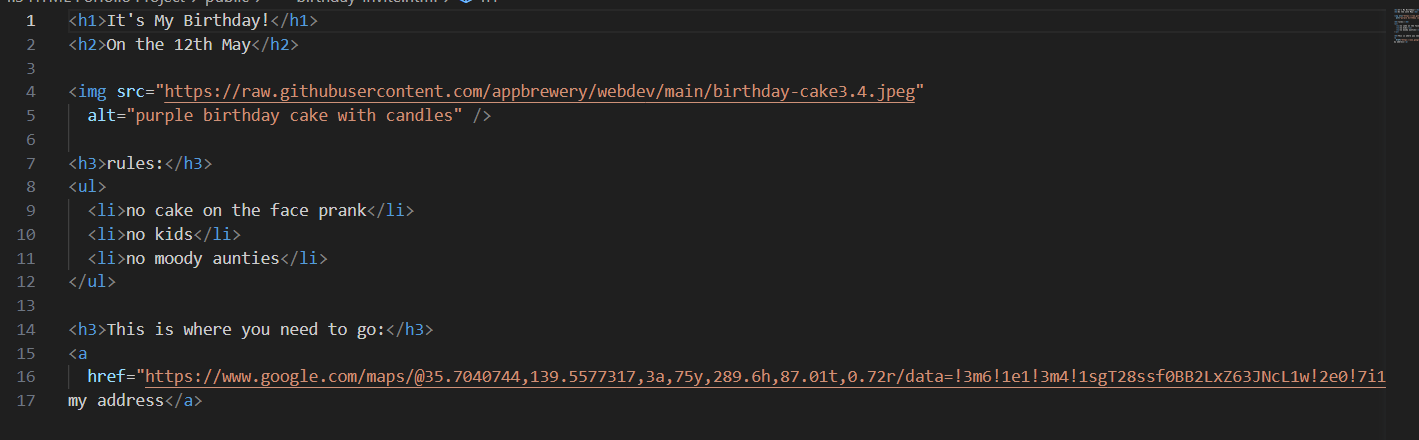 1 <h1>It's My Birthday!</h1>
2 <h2>On the 12th May</h2>
3
4 <img src="https://raw.githubusercontent.com/appbrewery/webdev/main/birthday-cake3.4.jpeg"
5 alt="purple birthday cake with candles" />
6
7 <h3>rules:</h3>
8 <ul>
9 <li>no cake on the face prank</li>
10 <li>no kids</li>
11 <li>no moody aunties</li>
12 </ul>
13
14 <h3>This is where you need to go:</h3>
15 <a
16 href="https://www.google.com/maps/@35.7040744,139.5577317,3a,75y,289.6h,87.01t,0.72r/data=!3m6!1e1!3m4!1sgT28ssf0BB2LxZ63JNcL1w!2e0!7i1
17 my address</a>